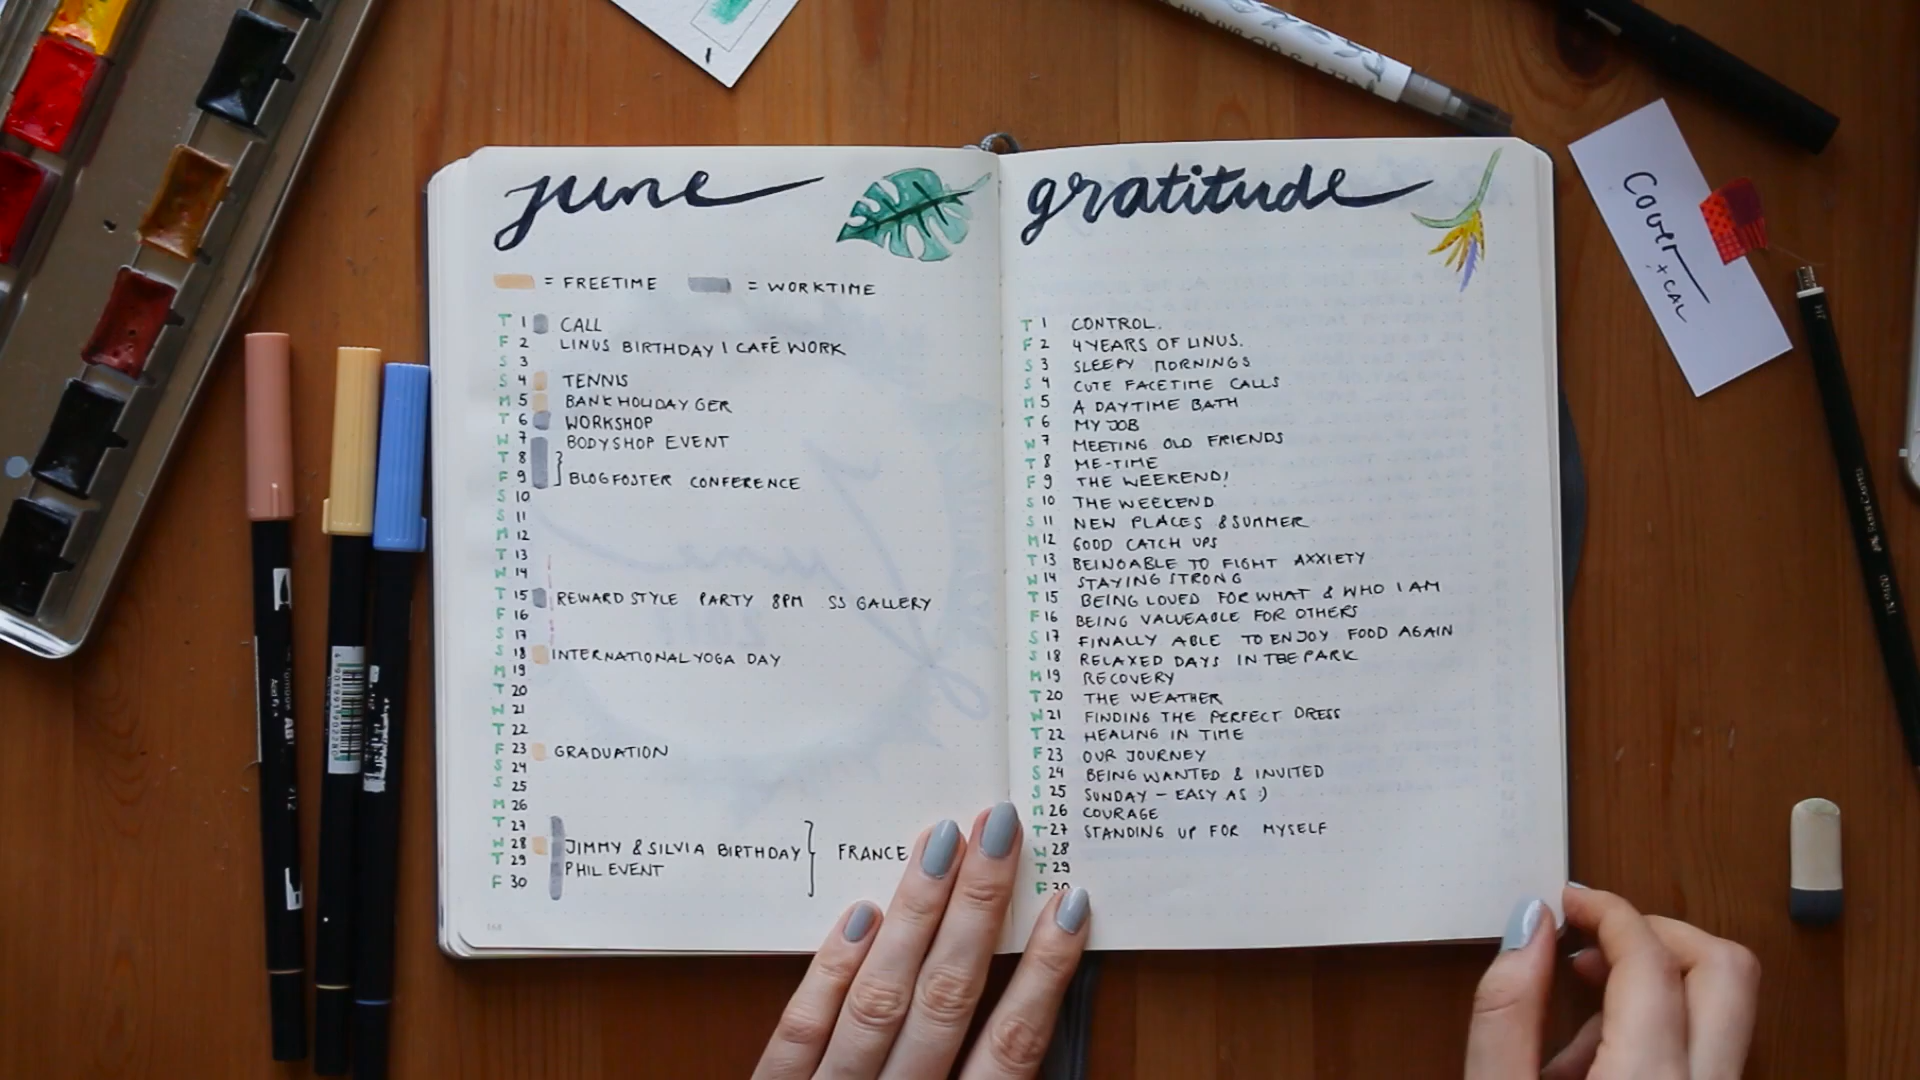 june
= FREETIME = WORKTIME
T 1 CALL
F 2 LINUS BIRTHDAY | CAFÉ WORK
S 3
S 4 TENNIS
M 5 BANKHOLIDAY GER
T 6 WORKSHOP
W 7 BODYSHOP EVENT
T 8
F 9 BLOGFOSTER CONFERENCE
S 10
S 11
M 12
T 13
W 14
T 15 REWARDSTYLE PARTY 8PM SS GALLERY
F 16
S 17
S 18 INTERNATIONAL YOGA DAY
M 19
T 20
W 21
T 22
F 23 GRADUATION
S 24
S 25
M 26
T 27
W 28 JIMMY & SILVIA BIRTHDAY } FRANCE
T 29 PHIL EVENT
F 30
gratitude
T 1 CONTROL.
F 2 4 YEARS OF LINUS.
S 3 SLEEPY MORNINGS
S 4 CUTE FACETIME CALLS
M 5 A DAYTIME BATH
T 6 MY JOB
W 7 MEETING OLD FRIENDS
T 8 ME-TIME
F 9 THE WEEKEND!
S 10 THE WEEKEND
S 11 NEW PLACES & SUMMER
M 12 GOOD CATCH UPS
T 13 BEING ABLE TO FIGHT AXXIETY
W 14 STAYING STRONG
T 15 BEING LOVED FOR WHAT & WHO I AM
F 16 BEING VALUEABLE FOR OTHERS
S 17 FINALLY ABLE TO ENJOY FOOD AGAIN
S 18 RELAXED DAYS IN THE PARK
M 19 RECOVERY
T 20 THE WEATHER
W 21 FINDING THE PERFECT DRESS
T 22 HEALING IN TIME
F 23 OUR JOURNEY
S 24 BEING WANTED & INVITED
S 25 SUNDAY - EASY AS :)
M 26 COURAGE
T 27 STANDING UP FOR MYSELF
W 28
T 29
F 30
Cover
+ CAL
Tombow ABT